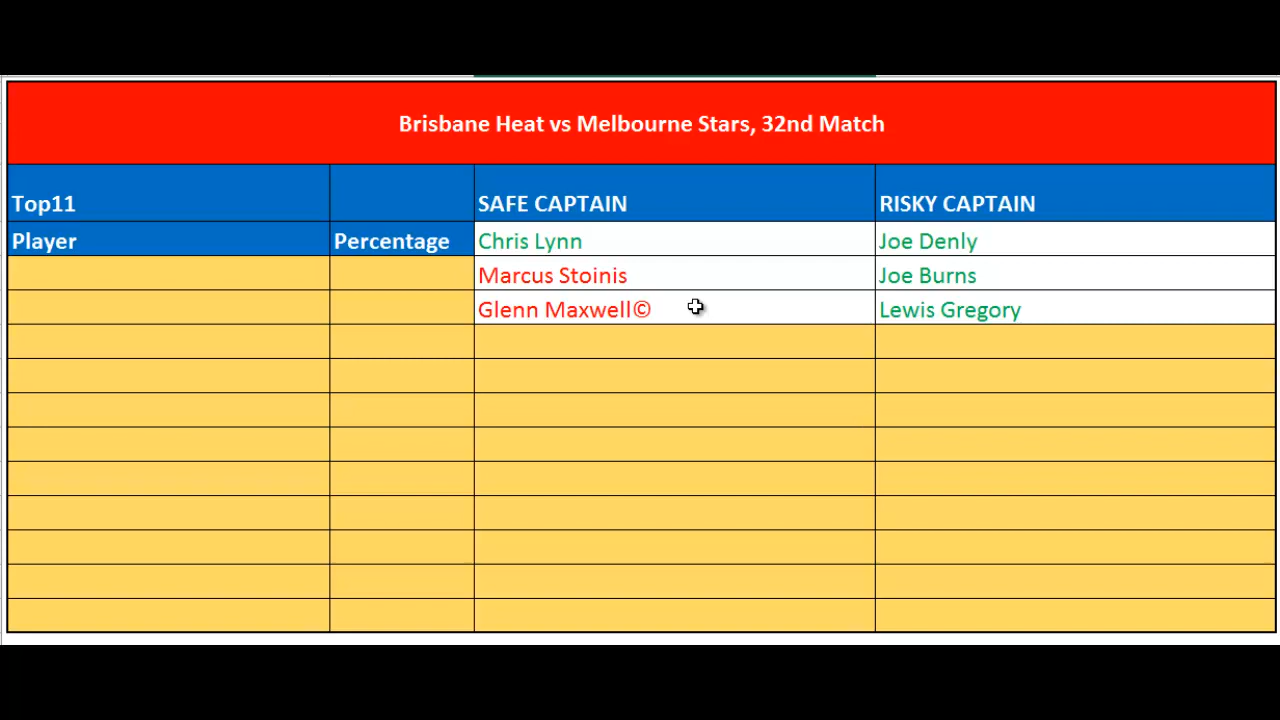 Brisbane Heat vs Melbourne Stars, 32nd Match
Top11 SAFE CAPTAIN RISKY CAPTAIN
Player Percentage Chris Lynn Joe Denly
Marcus Stoinis Joe Burns
Glenn Maxwell© Lewis Gregory